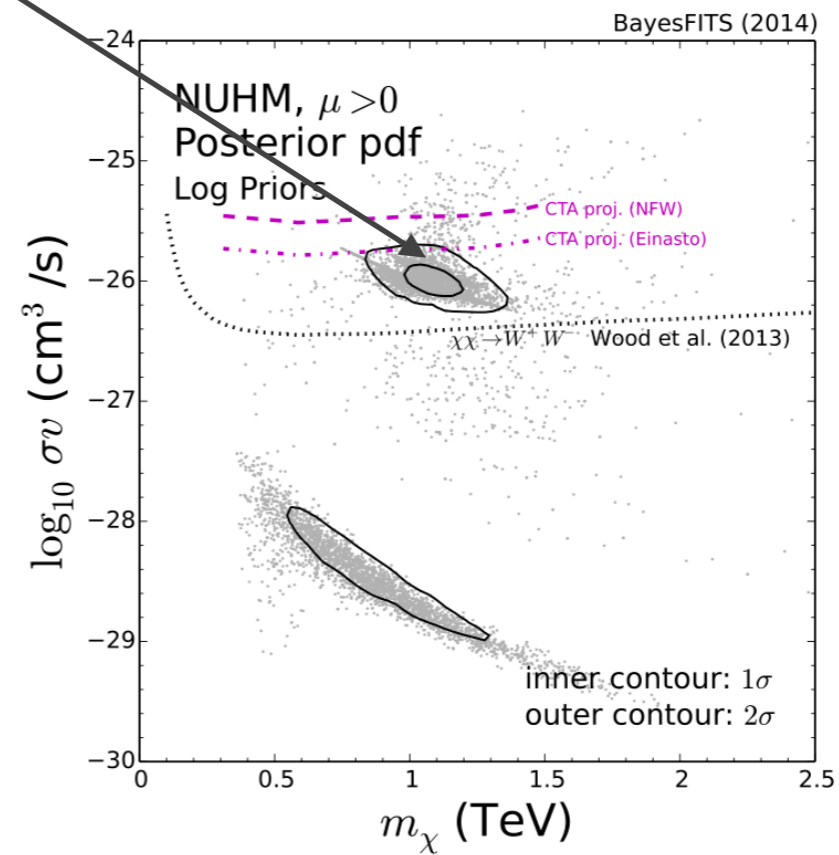 BayesFITS (2014)
−24
NUHM, μ >0
Posterior pdf
Log Priors
−25
CTA proj. (NFW)
CTA proj. (Einasto)
−26
χχ→W⁺W⁻ Wood et al. (2013)
−27
−28
−29
inner contour: 1σ
outer contour: 2σ
−30
log₁₀ σv (cm³ /s)
0 0.5 1 1.5 2 2.5
mᵪ (TeV)